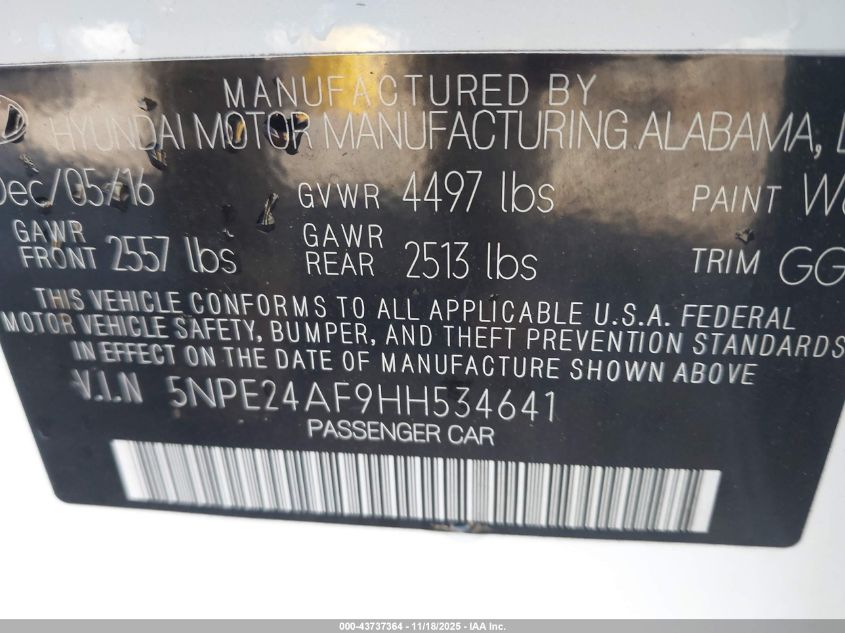 MANUFACTURED BY
HYUNDAI MOTOR MANUFACTURING ALABAMA,
Dec/05/16 GVWR 4497 lbs PAINT
GAWR FRONT 2557 lbs GAWR REAR 2513 lbs TRIM GG
THIS VEHICLE CONFORMS TO ALL APPLICABLE U.S.A. FEDERAL
MOTOR VEHICLE SAFETY, BUMPER, AND THEFT PREVENTION STANDARDS
IN EFFECT ON THE DATE OF MANUFACTURE SHOWN ABOVE
V.I.N 5NPE24AF9HH534641
PASSENGER CAR
000-43737364 - 11/18/2025 - IAA Inc.